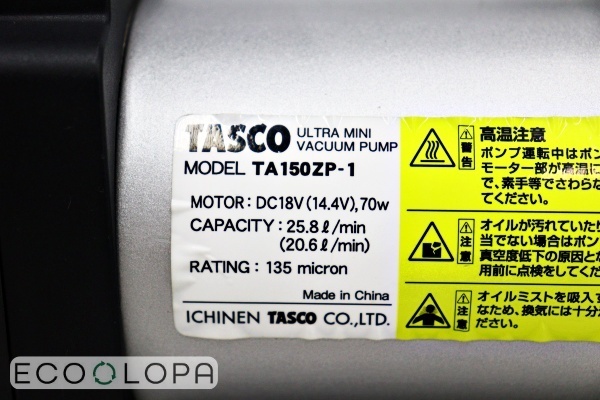 TASCO ULTRA MINI
VACUUM PUMP
MODEL TA150ZP-1
MOTOR : DC18V (14.4V), 70w
CAPACITY : 25.8ℓ/min
(20.6ℓ/min)
RATING : 135 micron
Made in China
ICHINEN TASCO CO.,LTD.
警告
高温注意
ポンプ運転中はポン
モーター部が高温に
で、素手等でさわらな
てください。
注意
オイルが汚れていたり
当でない場合はポン
真空度低下の原因とな
用前に点検をしてくだ
注意
オイルミストを吸入す
なため、換気には十分
ださい。
ECOOLOPA